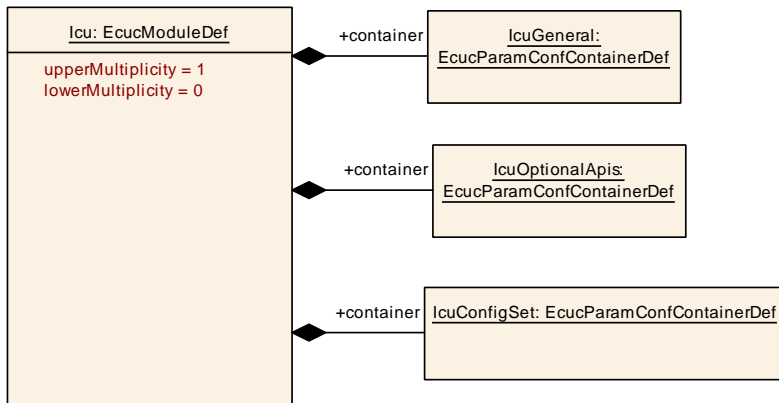 Icu: EcucModuleDef
upperMultiplicity = 1
lowerMultiplicity = 0
+container
IcuGeneral:
EcucParamConfContainerDef
+container
IcuOptionalApis:
EcucParamConfContainerDef
+container
IcuConfigSet: EcucParamConfContainerDef